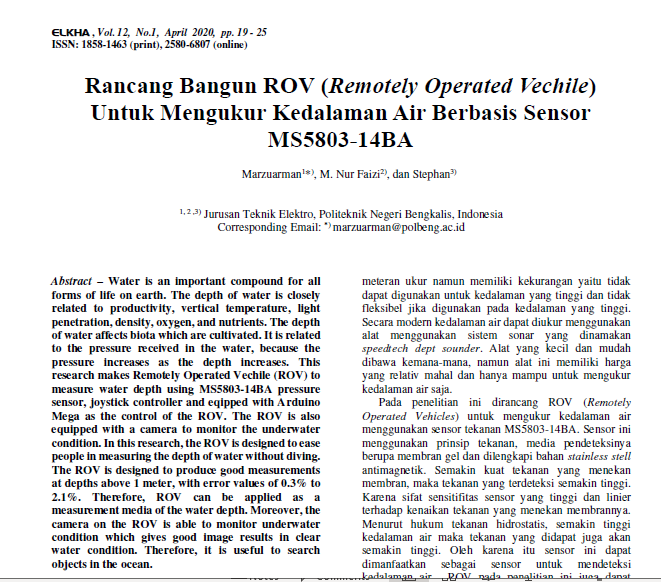 ELKHA , Vol. 12, No.1, April 2020, pp. 19 - 25
ISSN: 1858-1463 (print), 2580-6807 (online)
Rancang Bangun ROV (Remotely Operated Vechile)
Untuk Mengukur Kedalaman Air Berbasis Sensor
MS5803-14BA
Marzuarman¹*⁾, M. Nur Faizi²⁾, dan Stephan³⁾
¹, ² ,³⁾ Jurusan Teknik Elektro, Politeknik Negeri Bengkalis, Indonesia
Corresponding Email: *⁾ marzuarman@polbeng.ac.id
Abstract – Water is an important compound for all
forms of life on earth. The depth of water is closely
related to productivity, vertical temperature, light
penetration, density, oxygen, and nutrients. The depth
of water affects biota which are cultivated. It is related
to the pressure received in the water, because the
pressure increases as the depth increases. This
research makes Remotely Operated Vechile (ROV) to
measure water depth using MS5803-14BA pressure
sensor, joystick controller and eqipped with Arduino
Mega as the control of the ROV. The ROV is also
equipped with a camera to monitor the underwater
condition. In this research, the ROV is designed to ease
people in measuring the depth of water without diving.
The ROV is designed to produce good measurements
at depths above 1 meter, with error values of 0.3% to
2.1%. Therefore, ROV can be applied as a
measurement media of the water depth. Moreover, the
camera on the ROV is able to monitor underwater
condition which gives good image results in clear
water condition. Therefore, it is useful to search
objects in the ocean.
meteran ukur namun memiliki kekurangan yaitu tidak
dapat digunakan untuk kedalaman yang tinggi dan tidak
fleksibel jika digunakan pada kedalaman yang tinggi.
Secara modern kedalaman air dapat diukur menggunakan
alat menggunakan sistem sonar yang dinamakan
speedtech dept sounder. Alat yang kecil dan mudah
dibawa kemana-mana, namun alat ini memiliki harga
yang relativ mahal dan hanya mampu untuk mengukur
kedalaman air saja.
Pada penelitian ini dirancang ROV (Remotely
Operated Vehicles) untuk mengukur kedalaman air
menggunakan sensor tekanan MS5803-14BA. Sensor ini
menggunakan prinsip tekanan, media pendeteksinya
berupa membran gel dan dilengkapi bahan stainless stell
antimagnetik. Semakin kuat tekanan yang menekan
membran, maka tekanan yang terdeteksi semakin tinggi.
Karena sifat sensitifitas sensor yang tinggi dan linier
terhadap kenaikan tekanan yang menekan membrannya.
Menurut hukum tekanan hidrostatis, semakin tinggi
kedalaman air maka tekanan yang didapat juga akan
semakin tinggi. Oleh karena itu sensor ini dapat
dimanfaatkan sebagai sensor untuk mendeteksi
kedalaman air. ROV pada penelitian ini juga dapat